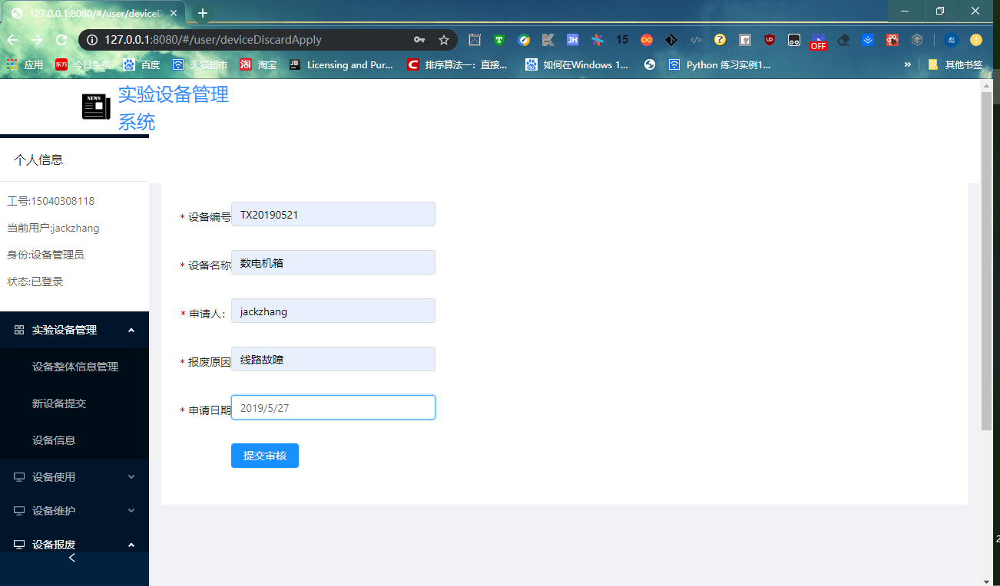 127.0.0.1:8080/#/user/deviceD
127.0.0.1:8080/#/user/deviceDiscardApply
15
OFF
应用
今日头条
百度
天猫超市
淘宝
Licensing and Pur...
排序算法一：直接...
如何在Windows 1...
Python 练习实例1...
»
其他书签
NEWS
实验设备管理
系统
个人信息
工号:15040308118
当前用户:jackzhang
身份:设备管理员
状态:已登录
实验设备管理
设备整体信息管理
新设备提交
设备信息
设备使用
设备维护
设备报废
* 设备编号 TX20190521
* 设备名称 数电机箱
* 申请人: jackzhang
* 报废原因 线路故障
* 申请日期 2019/5/27
提交审核